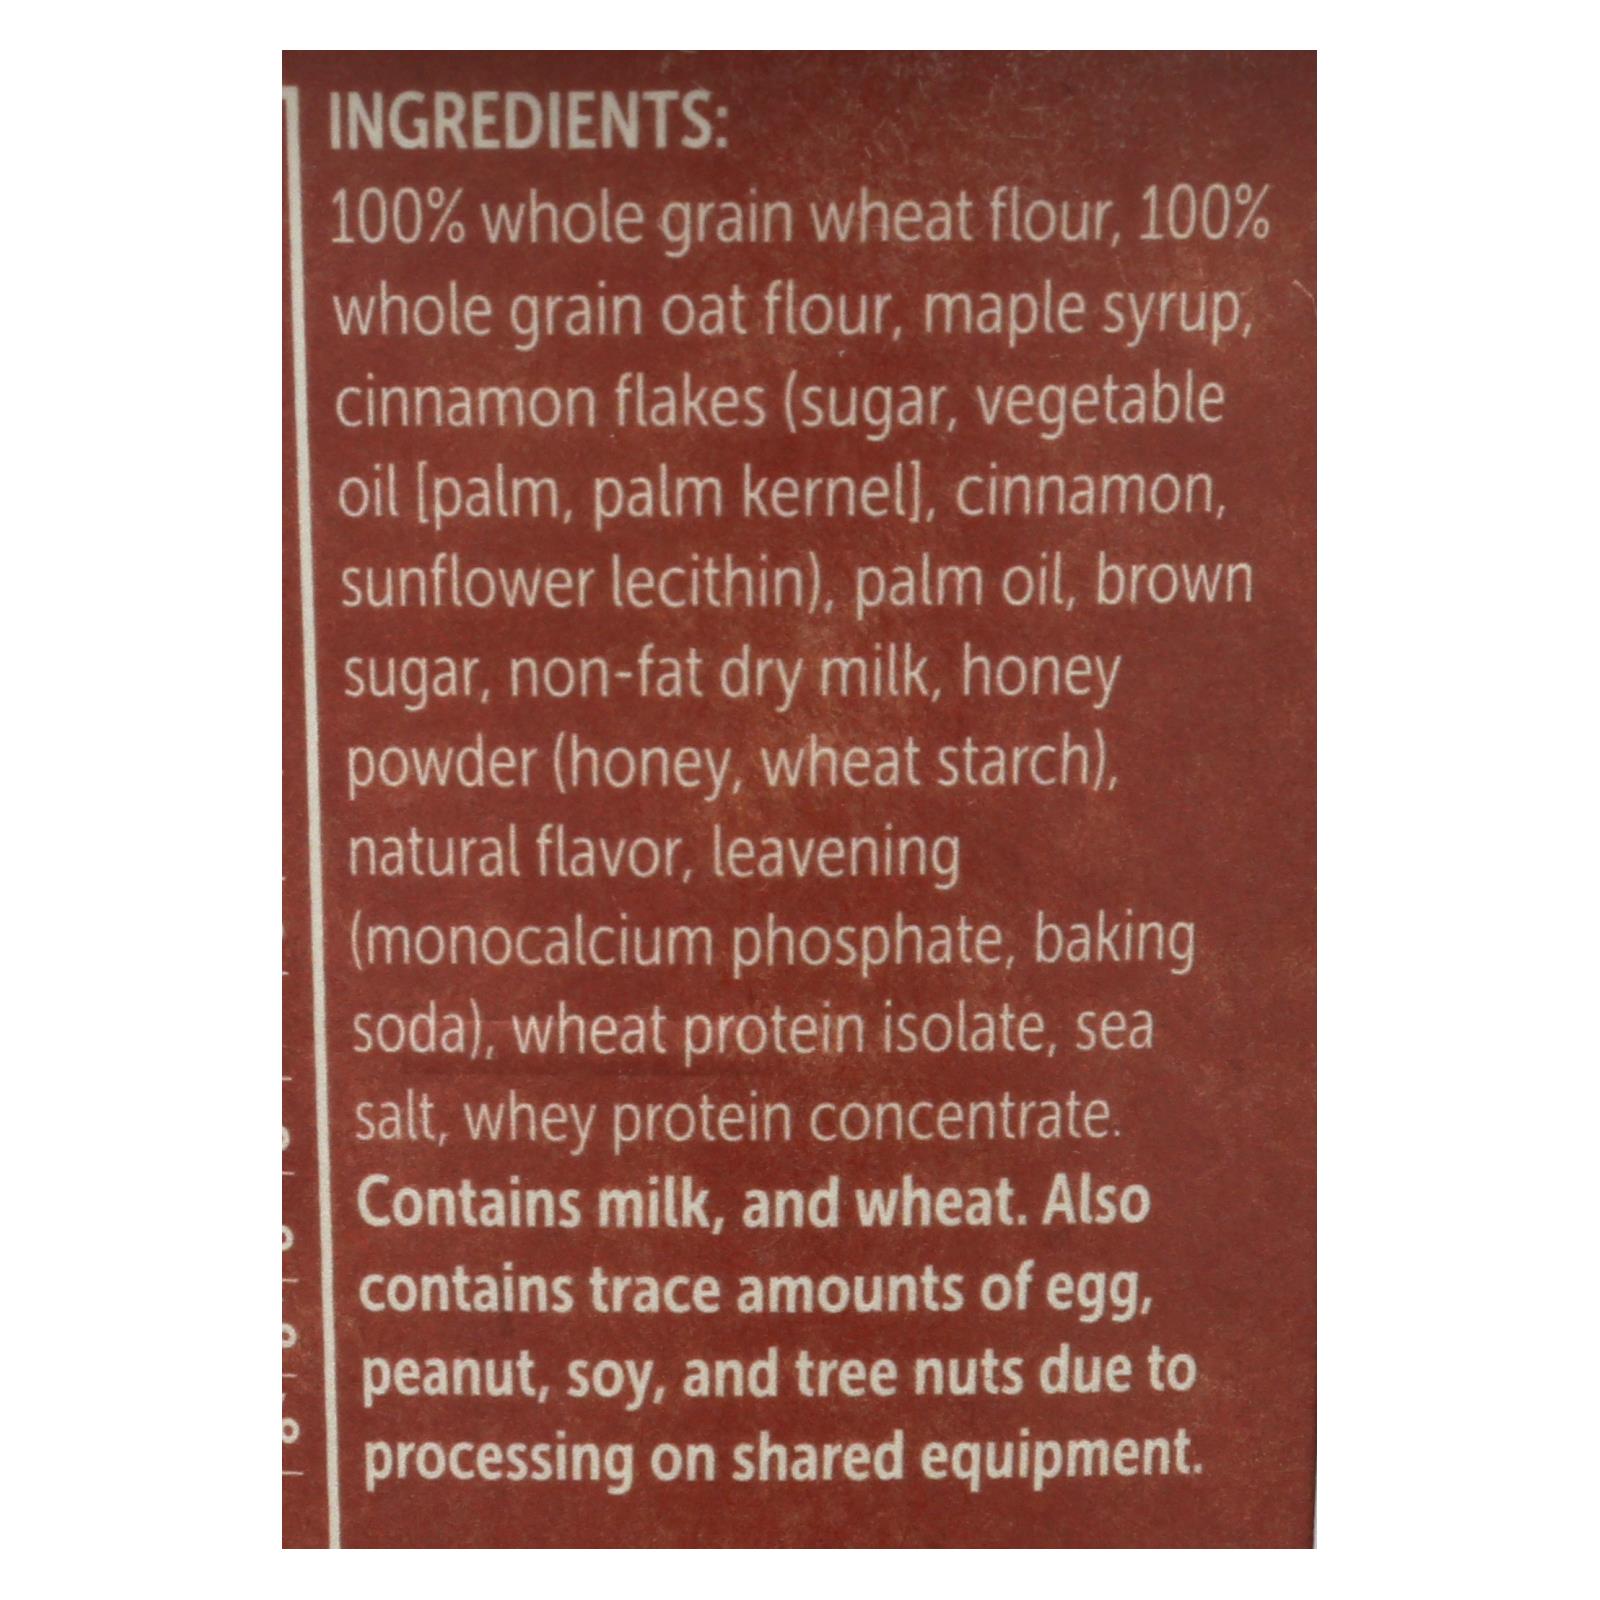 INGREDIENTS:
100% whole grain wheat flour, 100%
whole grain oat flour, maple syrup,
cinnamon flakes (sugar, vegetable
oil [palm, palm kernel], cinnamon,
sunflower lecithin), palm oil, brown
sugar, non-fat dry milk, honey
powder (honey, wheat starch),
natural flavor, leavening
(monocalcium phosphate, baking
soda), wheat protein isolate, sea
salt, whey protein concentrate.
Contains milk, and wheat. Also
contains trace amounts of egg,
peanut, soy, and tree nuts due to
processing on shared equipment.